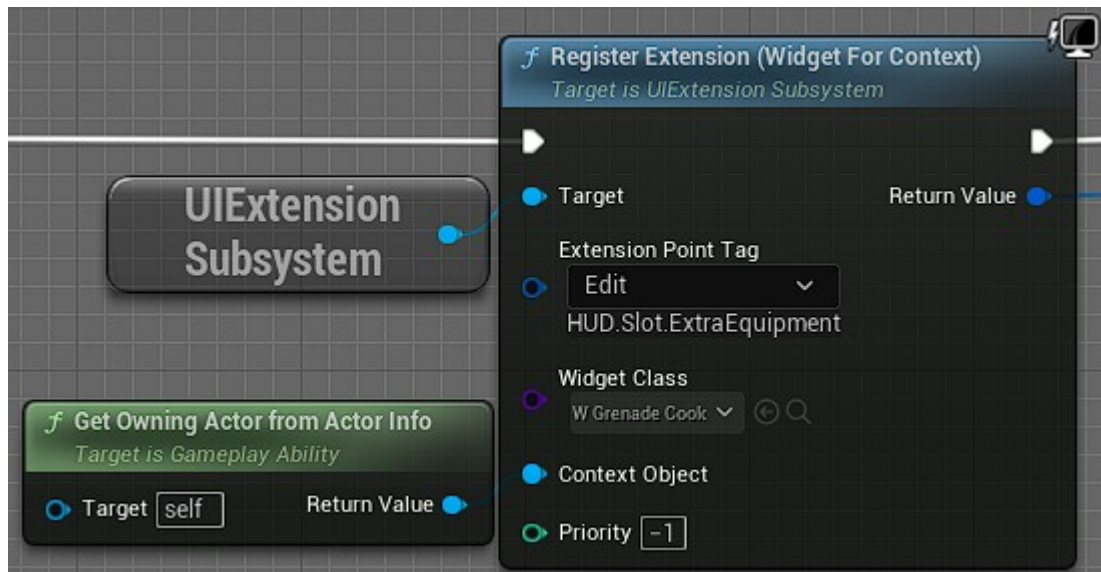 f Register Extension (Widget For Context)
Target is UIExtension Subsystem
UIExtension
Subsystem
Target
Return Value
Extension Point Tag
Edit
HUD.Slot.ExtraEquipment
Widget Class
W Grenade Cook
f Get Owning Actor from Actor Info
Target is Gameplay Ability
Target self
Return Value
Context Object
Priority -1